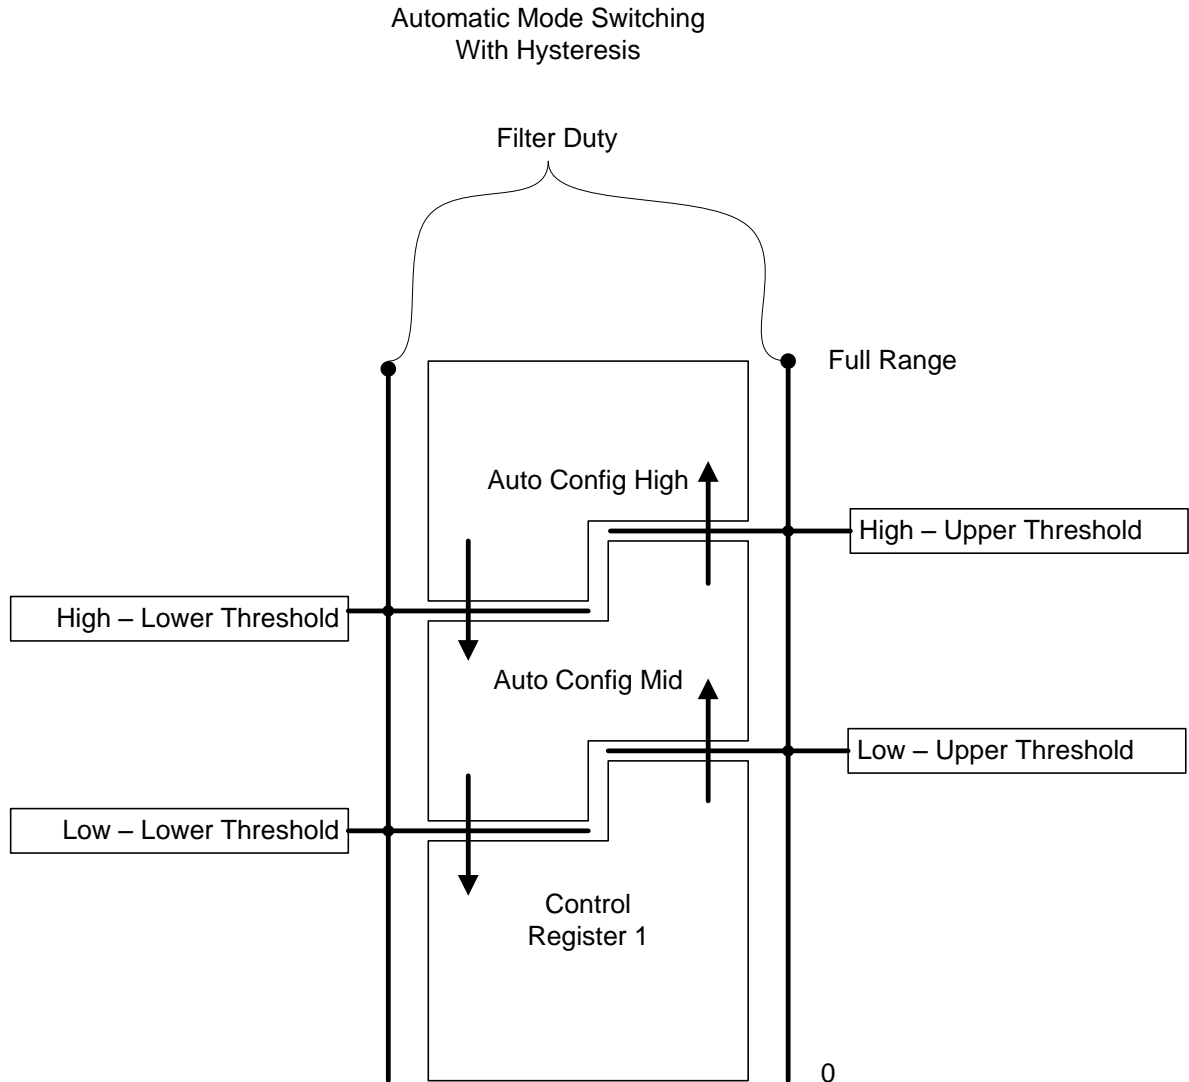 Automatic Mode Switching
With Hysteresis
Filter Duty
Full Range
Auto Config High
High – Upper Threshold
High – Lower Threshold
Auto Config Mid
Low – Upper Threshold
Low – Lower Threshold
Control
Register 1
0